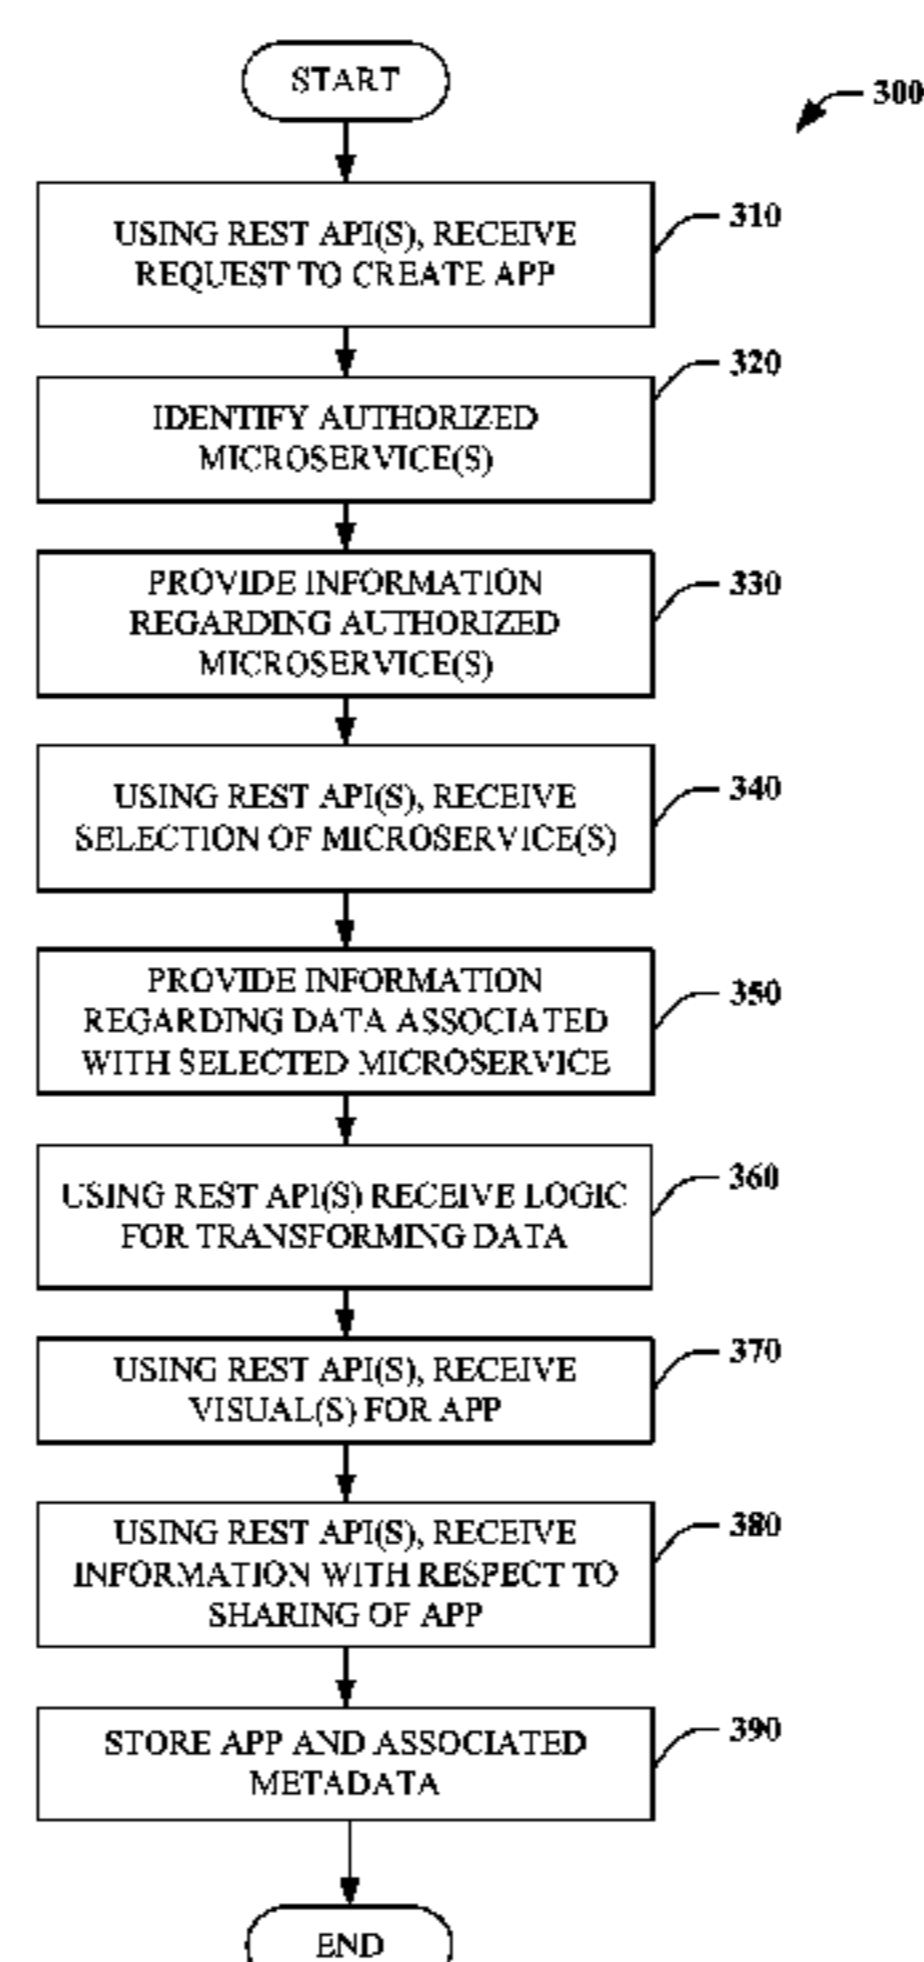 START
300
USING REST API(S), RECEIVE
REQUEST TO CREATE APP
310
IDENTIFY AUTHORIZED
MICROSERVICE(S)
320
PROVIDE INFORMATION
REGARDING AUTHORIZED
MICROSERVICE(S)
330
USING REST API(S), RECEIVE
SELECTION OF MICROSERVICE(S)
340
PROVIDE INFORMATION
REGARDING DATA ASSOCIATED
WITH SELECTED MICROSERVICE
350
USING REST API(S) RECEIVE LOGIC
FOR TRANSFORMING DATA
360
USING REST API(S), RECEIVE
VISUAL(S) FOR APP
370
USING REST API(S), RECEIVE
INFORMATION WITH RESPECT TO
SHARING OF APP
380
STORE APP AND ASSOCIATED
METADATA
390
END